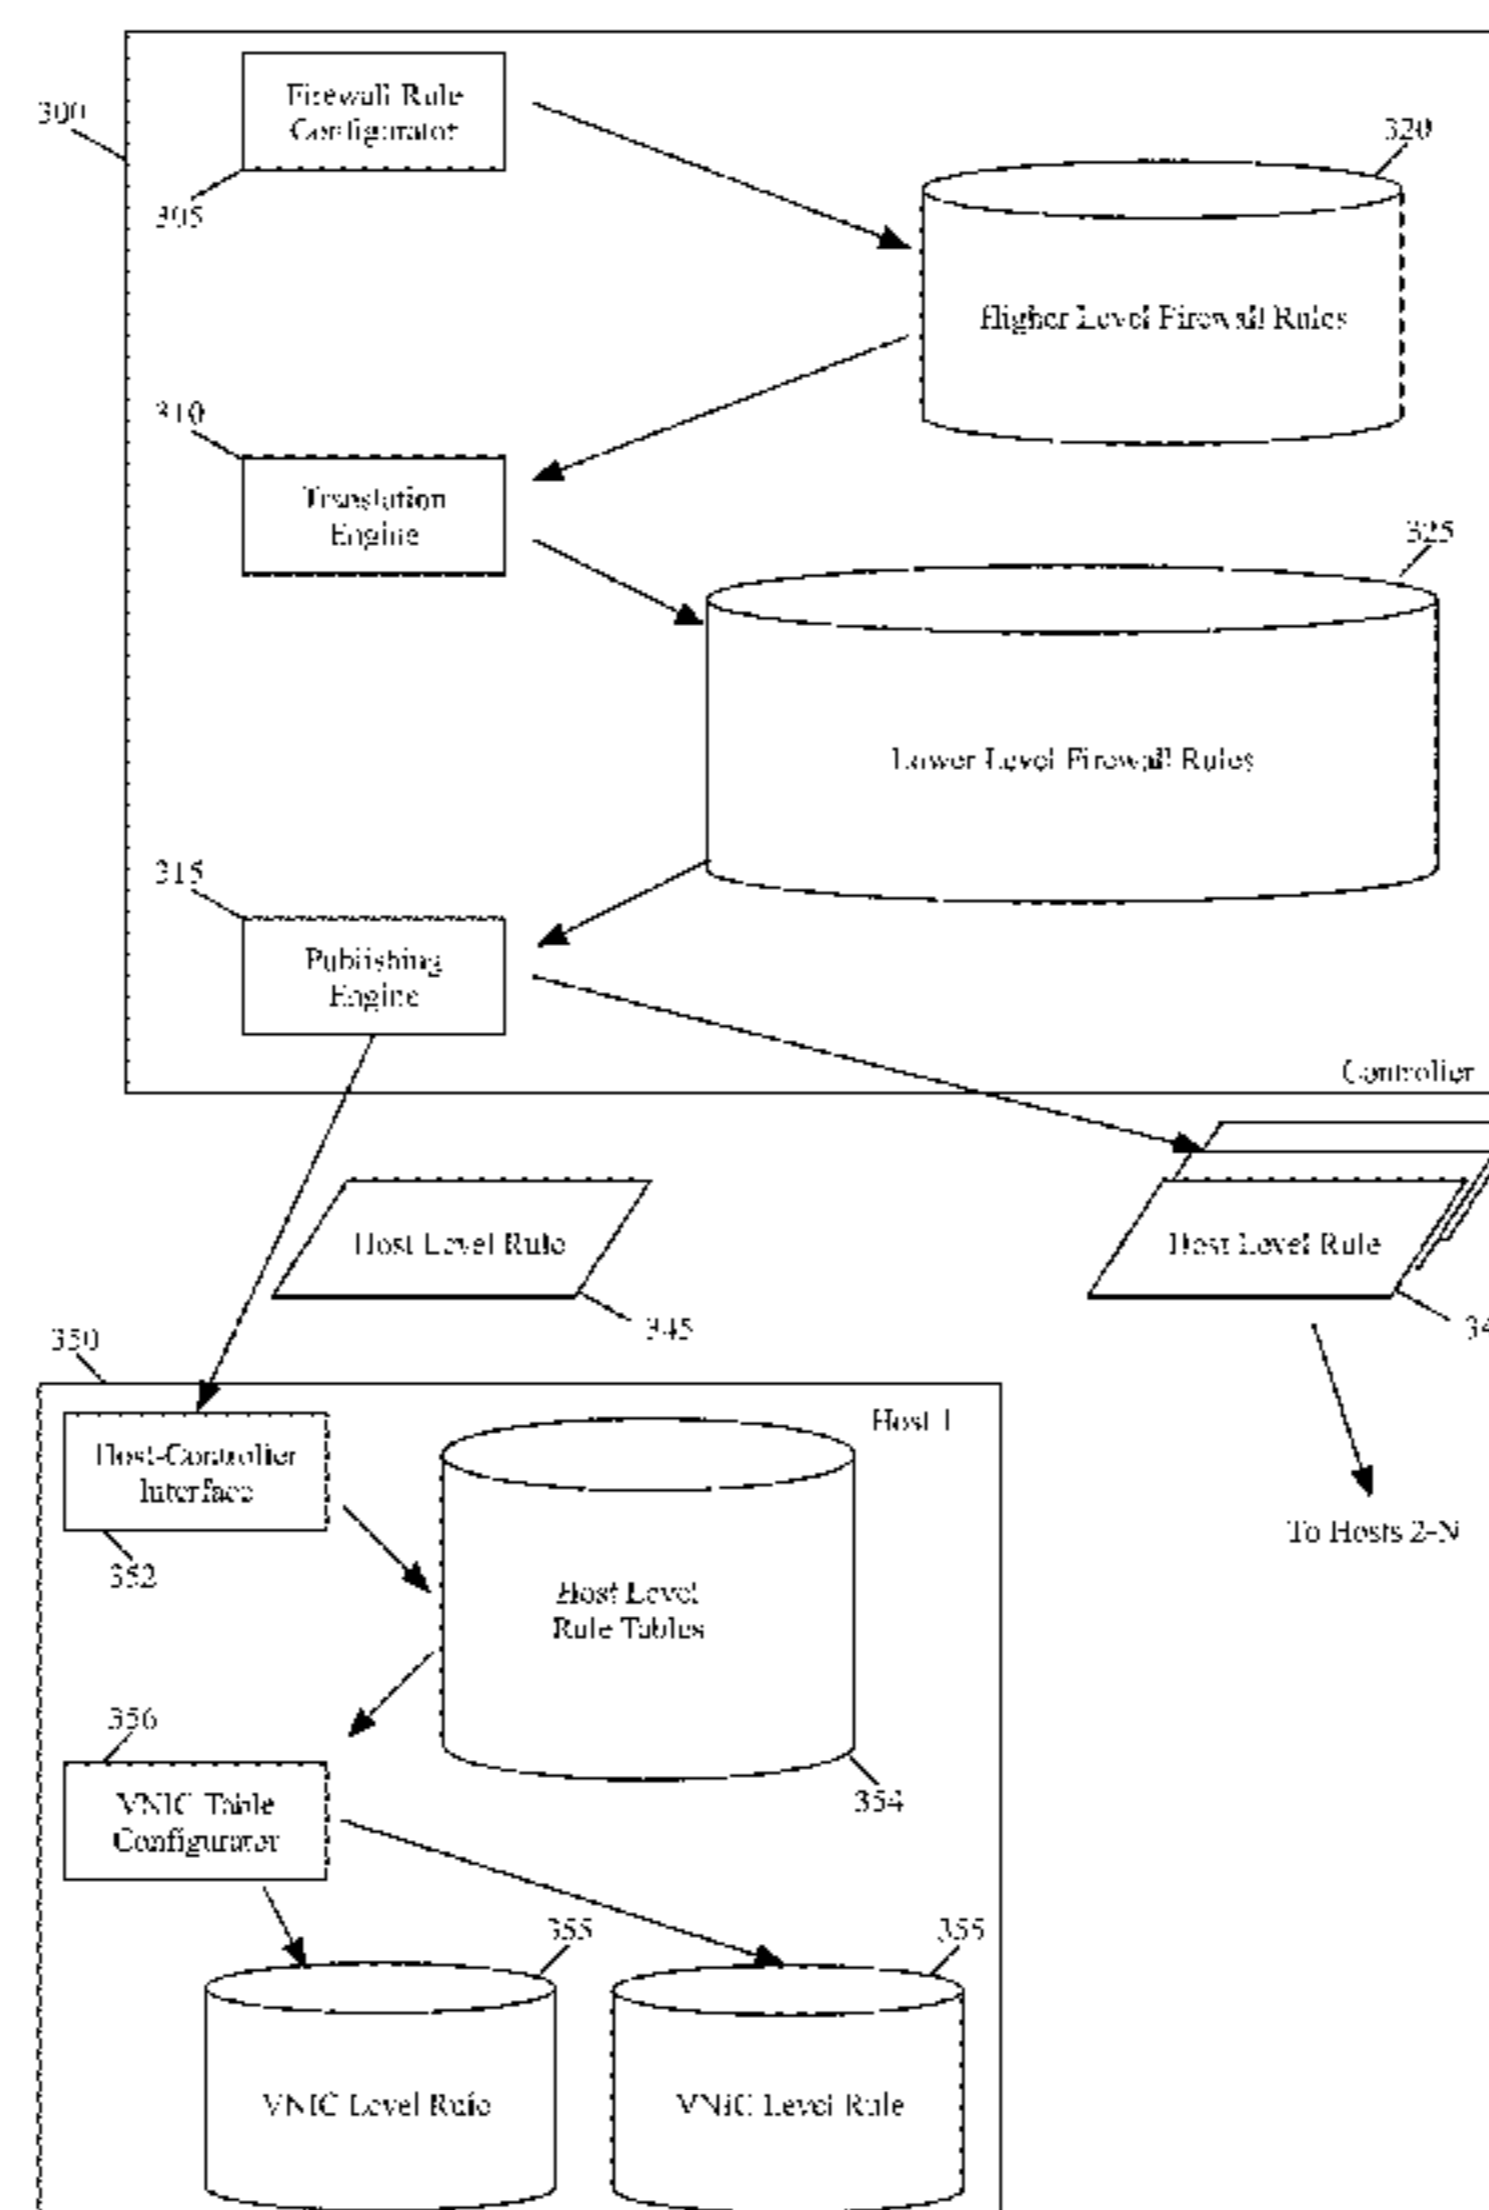 300
Firewall Rule
Configurator
305
320
Higher Level Firewall Rules
310
Translation
Engine
325
Lower Level Firewall Rules
315
Publishing
Engine
Controller
Host Level Rule
345
Host Level Rule
350
Host 1
Host-Controller
Interface
352
Host Level
Rule Tables
To Hosts 2-N
356
VNIC Table
Configurator
354
355
355
VNIC Level Rule
VNIC Level Rule